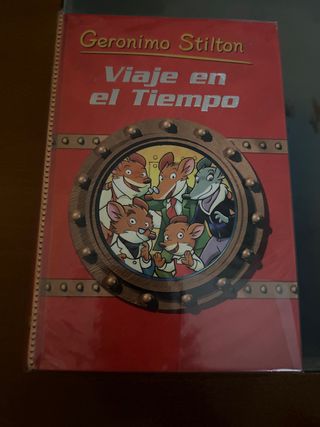 Geronimo Stilton
Viaje en
el Tiempo